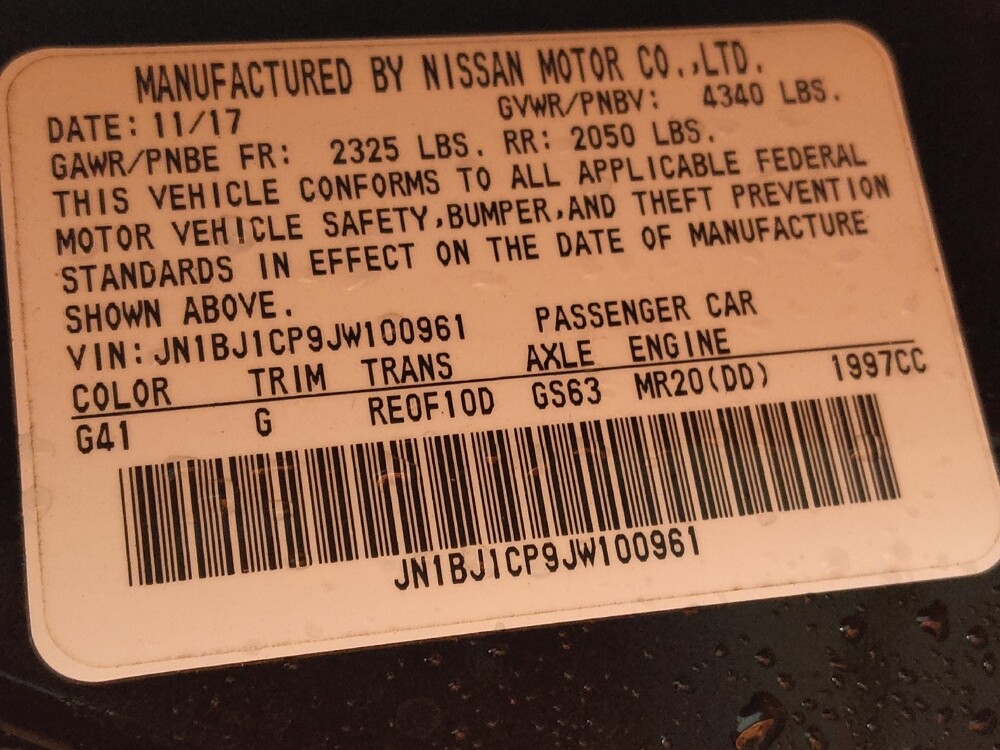 MANUFACTURED BY NISSAN MOTOR CO.,LTD.
DATE: 11/17 GVWR/PNBV: 4340 LBS.
GAWR/PNBE FR: 2325 LBS. RR: 2050 LBS.
THIS VEHICLE CONFORMS TO ALL APPLICABLE FEDERAL
MOTOR VEHICLE SAFETY,BUMPER,AND THEFT PREVENTION
STANDARDS IN EFFECT ON THE DATE OF MANUFACTURE
SHOWN ABOVE.
VIN: JN1BJ1CP9JW100961 PASSENGER CAR
COLOR TRIM TRANS AXLE ENGINE
G41 G RE0F10D GS63 MR20(DD) 1997CC
JN1BJ1CP9JW100961